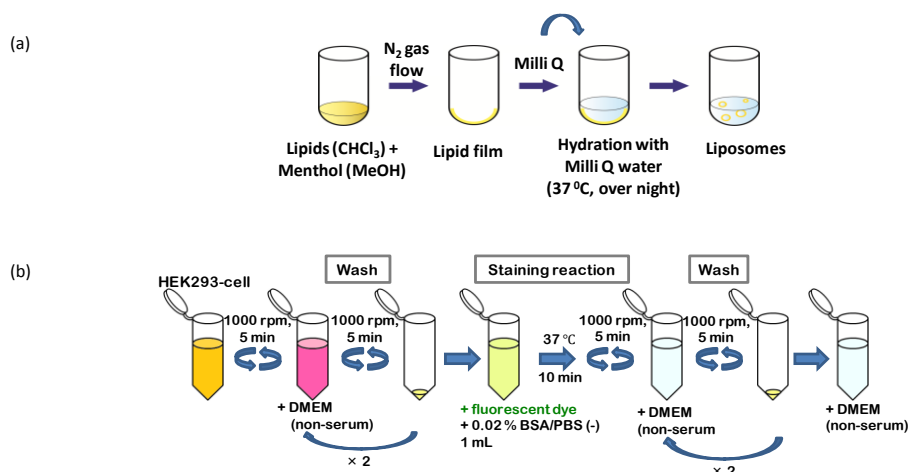 (a)
N2 gas
flow
Milli Q
Lipids (CHCl3) +
Menthol (MeOH)
Lipid film
Hydration with
Milli Q water
(37 0C, over night)
Liposomes
(b)
Wash
Staining reaction
Wash
HEK293-cell
1000 rpm,
5 min
1000 rpm,
5 min
37 ℃
10 min
1000 rpm,
5 min
1000 rpm,
5 min
+ DMEM
(non-serum)
+ fluorescent dye
+ 0.02 % BSA/PBS (-)
1 mL
+ DMEM
(non-serum
+ DMEM
(non-serum)
× 2
× 2